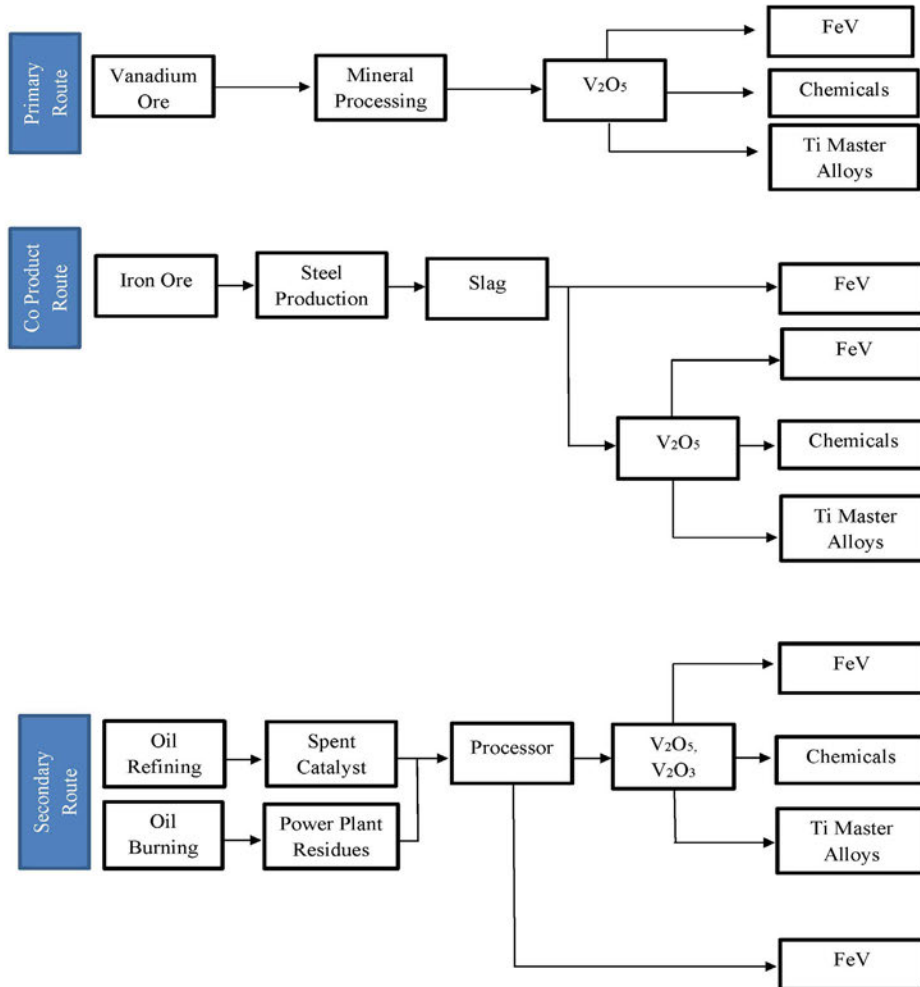 Primary
Route
Vanadium
Ore
Mineral
Processing
V₂O₅
FeV
Chemicals
Ti Master
Alloys
Co Product
Route
Iron Ore
Steel
Production
Slag
FeV
FeV
V₂O₅
Chemicals
Ti Master
Alloys
Secondary
Route
Oil
Refining
Spent
Catalyst
Oil
Burning
Power Plant
Residues
Processor
V₂O₅,
V₂O₃
FeV
Chemicals
Ti Master
Alloys
FeV